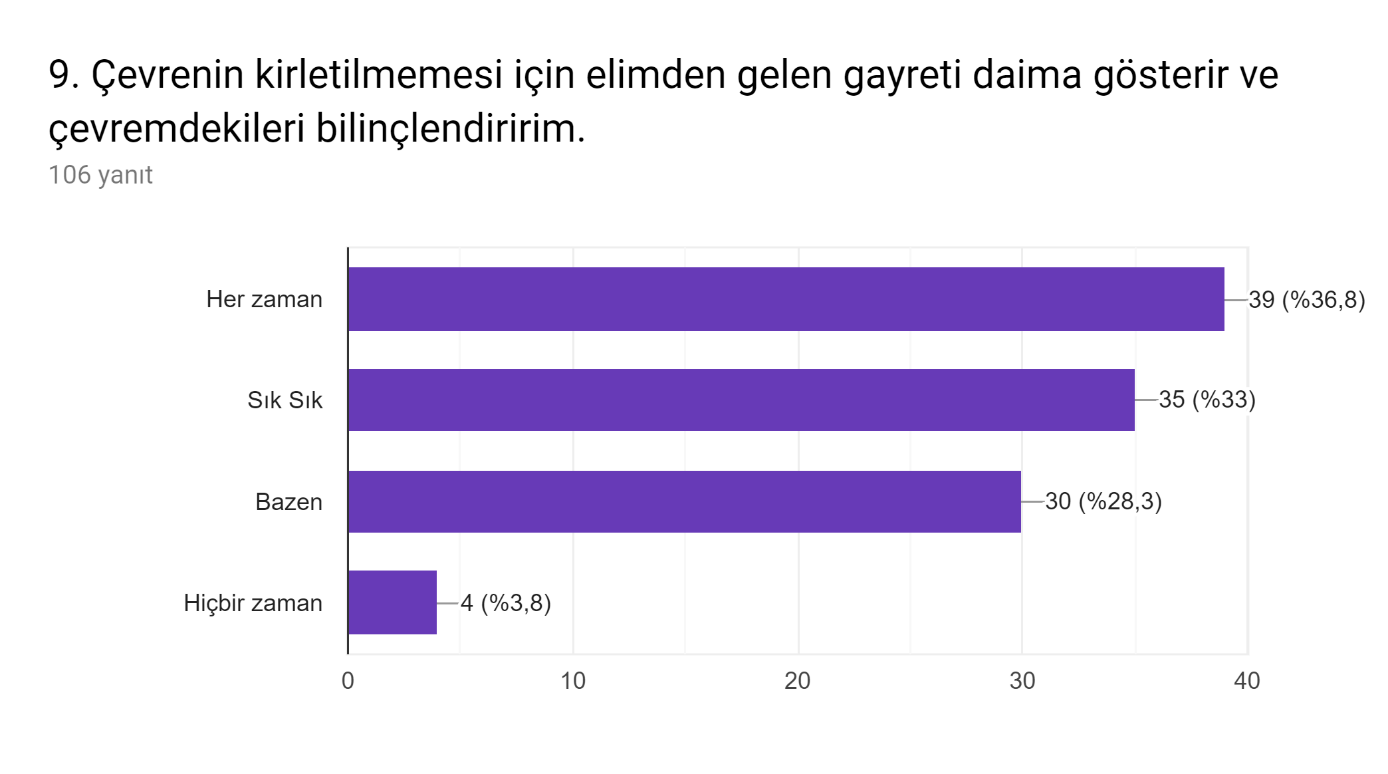 9. Çevrenin kirletilmemesi için elimden gelen gayreti daima gösterir ve
çevremdekileri bilinçlendiririm.
106 yanıt
Her zaman
39 (%36,8)
Sık Sık
35 (%33)
Bazen
30 (%28,3)
Hiçbir zaman
4 (%3,8)
0 10 20 30 40